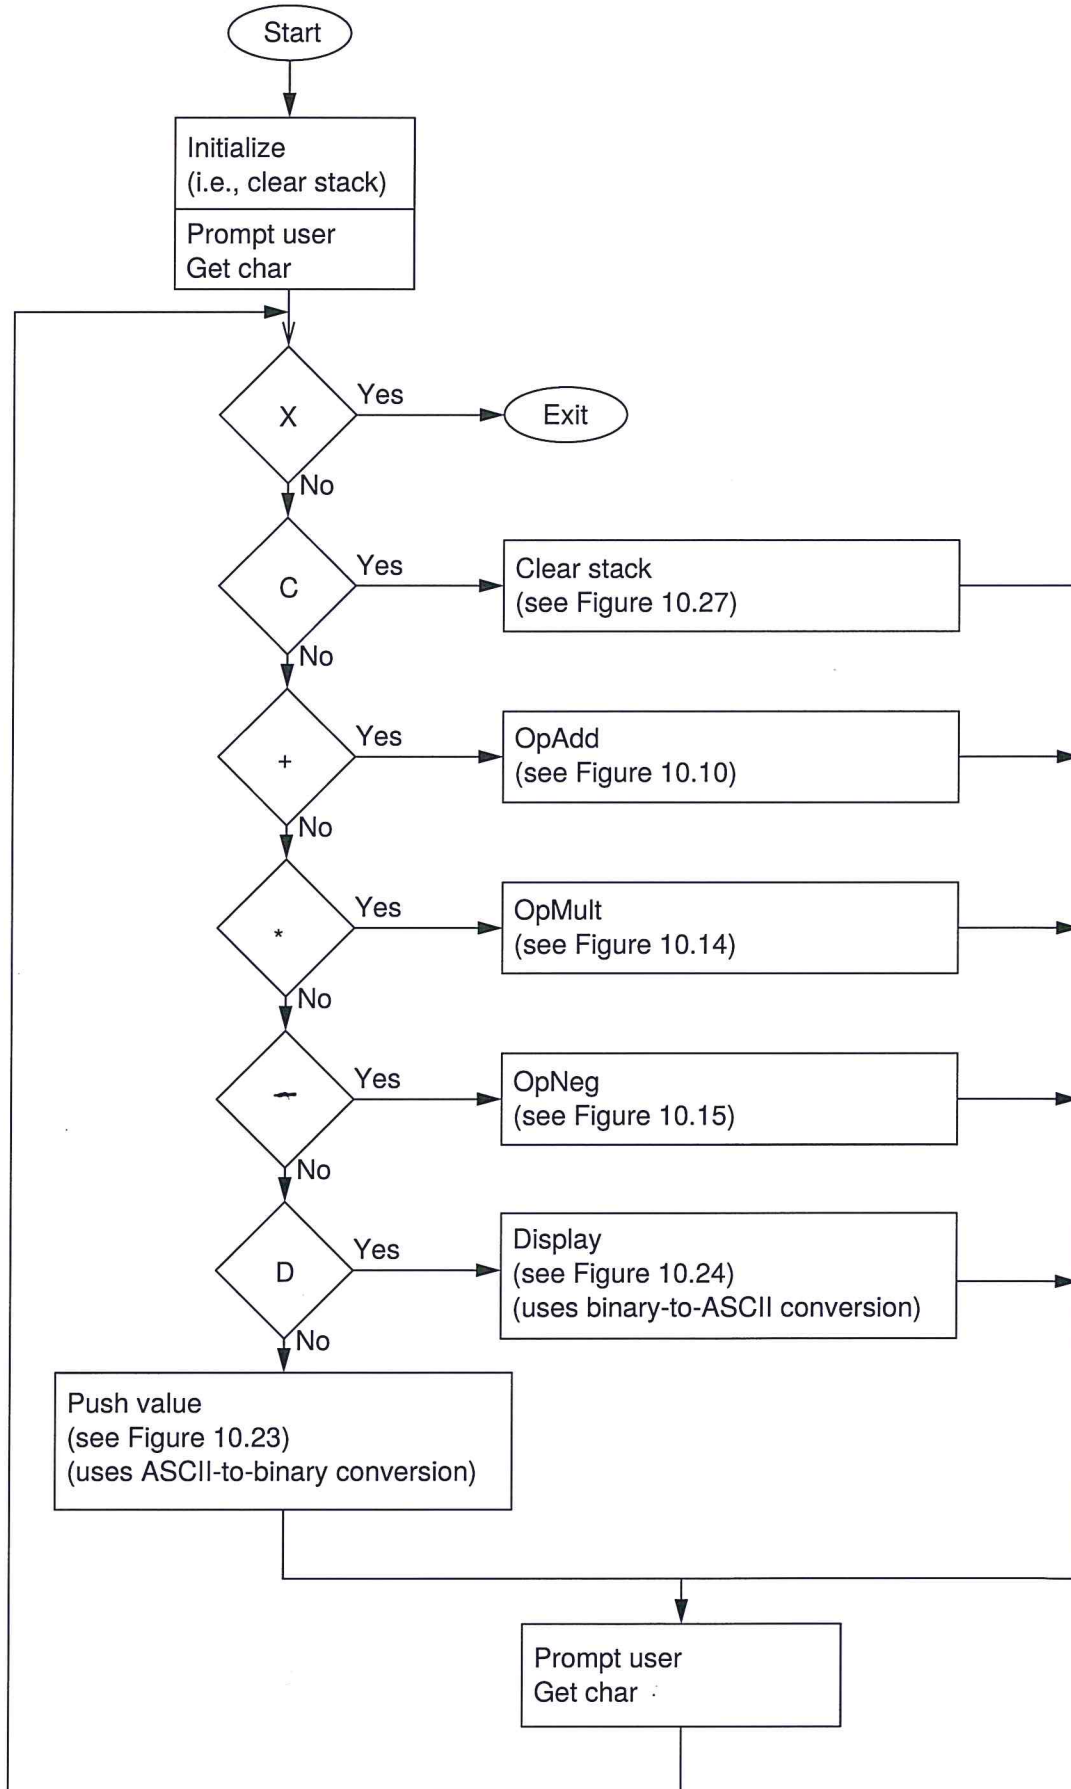 Start
Initialize
(i.e., clear stack)
Prompt user
Get char
X
Yes
Exit
No
C
Yes
Clear stack
(see Figure 10.27)
No
+
Yes
OpAdd
(see Figure 10.10)
No
*
Yes
OpMult
(see Figure 10.14)
No
-
Yes
OpNeg
(see Figure 10.15)
No
D
Yes
Display
(see Figure 10.24)
(uses binary-to-ASCII conversion)
No
Push value
(see Figure 10.23)
(uses ASCII-to-binary conversion)
Prompt user
Get char